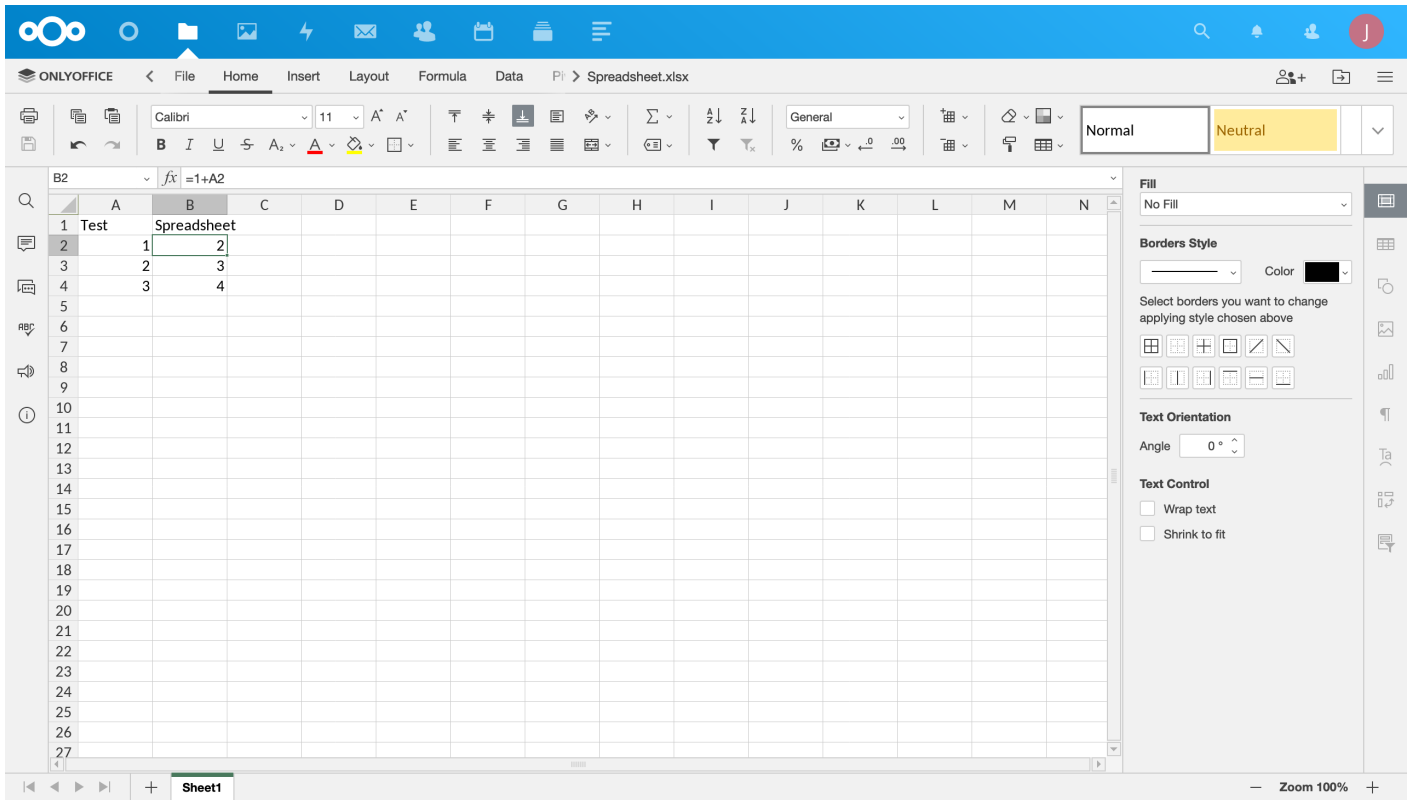 J
ONLYOFFICE File Home Insert Layout Formula Data Spreadsheet.xlsx
Calibri 11 General
Normal Neutral
B2 fx =1+A2
A B C D E F G H I J K L M N
1 Test Spreadsheet
2 1 2
3 2 3
4 3 4
5
6
7
8
9
10
11
12
13
14
15
16
17
18
19
20
21
22
23
24
25
26
27
Fill
No Fill
Borders Style
Color
Select borders you want to change
applying style chosen above
Text Orientation
Angle 0 °
Text Control
Wrap text
Shrink to fit
Sheet1
Zoom 100%